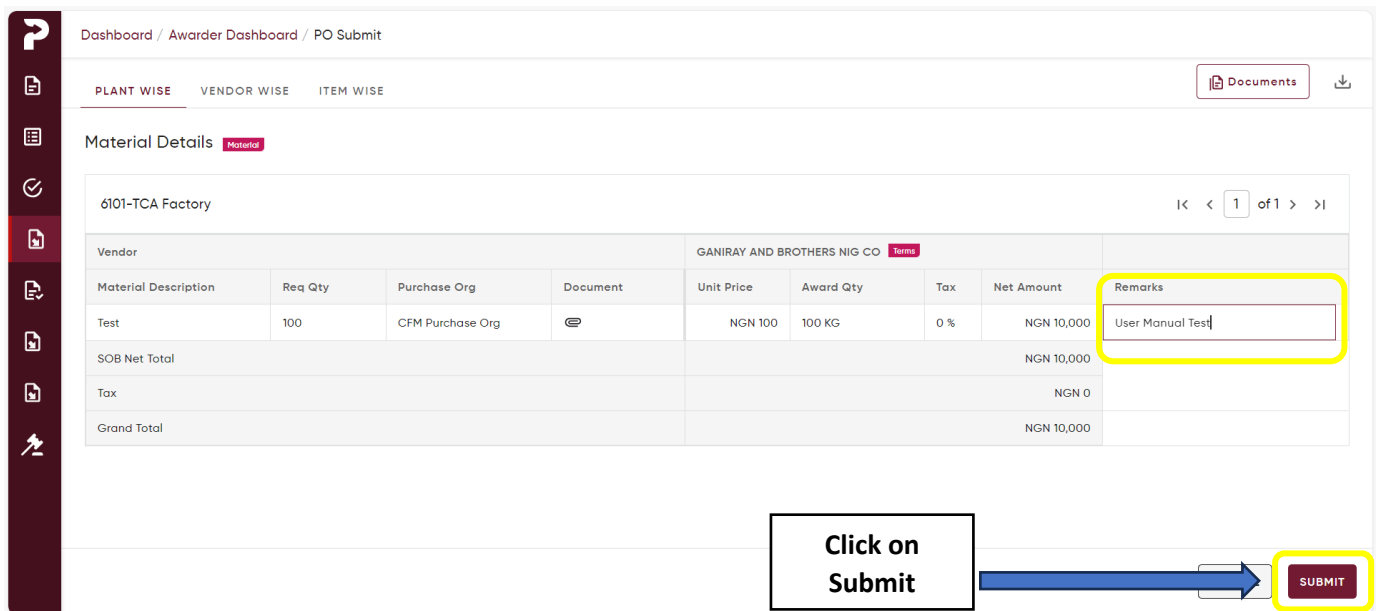 Dashboard / Awarder Dashboard / PO Submit
PLANT WISE VENDOR WISE ITEM WISE Documents
Material Details Material
6101-TCA Factory 1 of 1
Vendor GANIRAY AND BROTHERS NIG CO Terms
Material Description Req Qty Purchase Org Document Unit Price Award Qty Tax Net Amount Remarks
Test 100 CFM Purchase Org NGN 100 100 KG 0 % NGN 10,000 User Manual Test
SOB Net Total NGN 10,000
Tax NGN 0
Grand Total NGN 10,000
Click on
Submit
SUBMIT